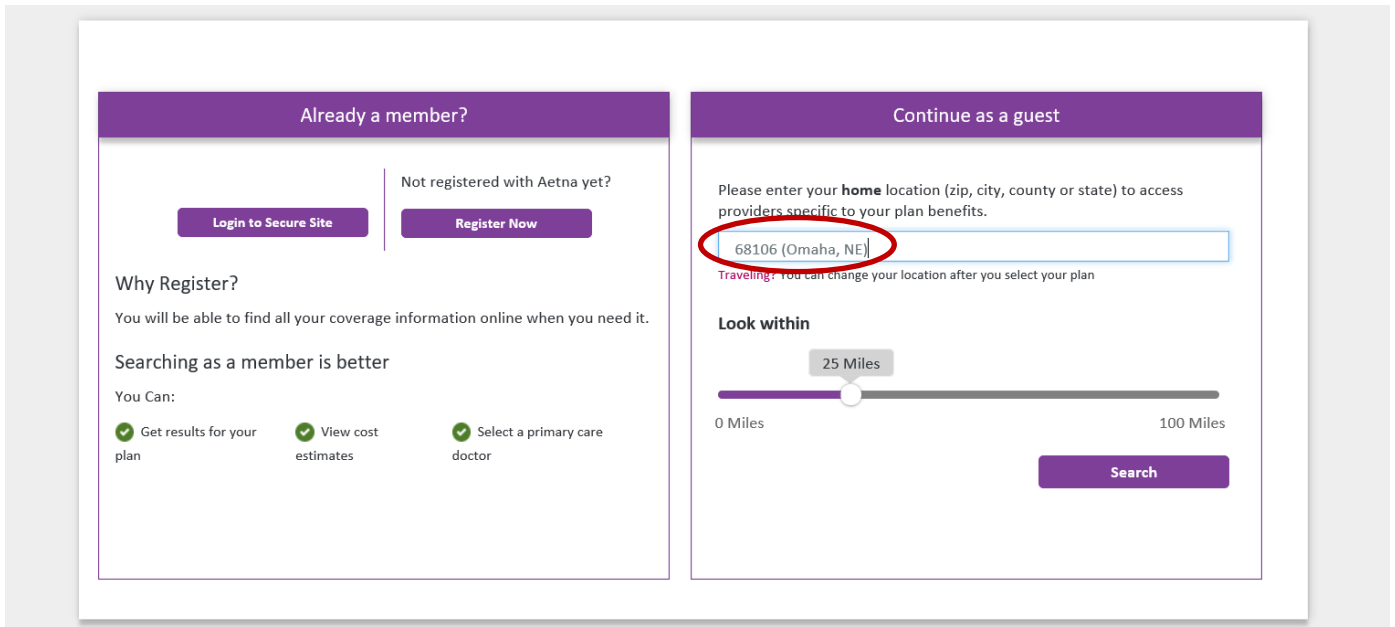 Already a member?
Not registered with Aetna yet?
Login to Secure Site
Register Now
Why Register?
You will be able to find all your coverage information online when you need it.
Searching as a member is better
You Can:
Get results for your
plan
View cost
estimates
Select a primary care
doctor
Continue as a guest
Please enter your home location (zip, city, county or state) to access
providers specific to your plan benefits.
68106 (Omaha, NE)
Traveling? You can change your location after you select your plan
Look within
25 Miles
0 Miles
100 Miles
Search